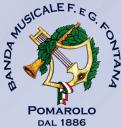 BANDA MUSICALE F. E G. FONTANA
POMAROLO
DAL 1886